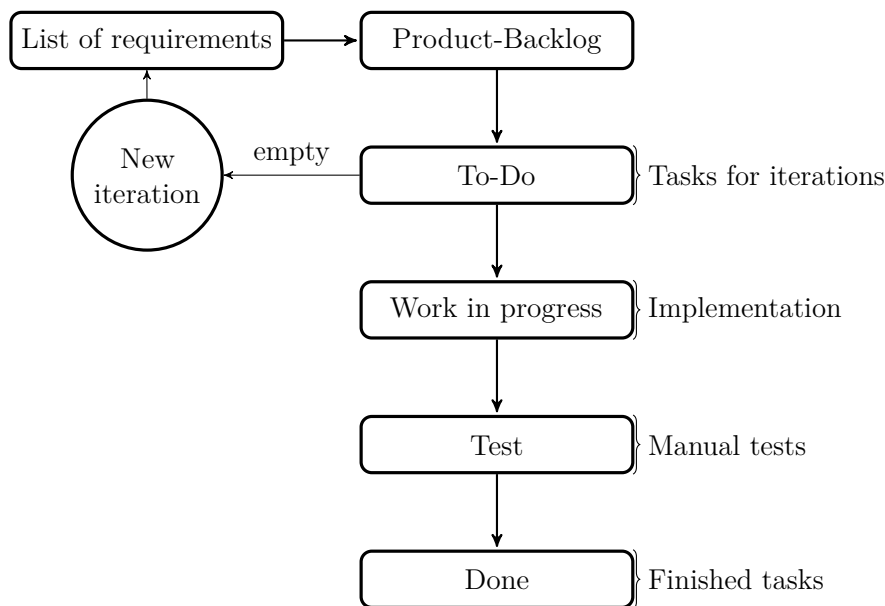 List of requirements
Product-Backlog
New
iteration
empty
To-Do
Tasks for iterations
Work in progress
Implementation
Test
Manual tests
Done
Finished tasks